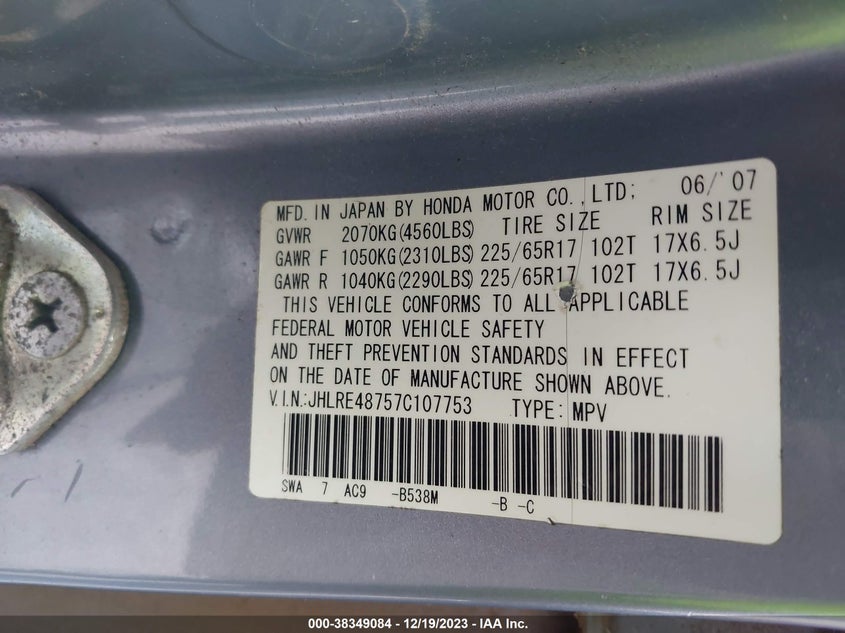 MFD. IN JAPAN BY HONDA MOTOR CO., LTD; 06/'07
GVWR 2070KG(4560LBS) TIRE SIZE RIM SIZE
GAWR F 1050KG(2310LBS) 225/65R17 102T 17X6.5J
GAWR R 1040KG(2290LBS) 225/65R17 102T 17X6.5J
THIS VEHICLE CONFORMS TO ALL APPLICABLE
FEDERAL MOTOR VEHICLE SAFETY
AND THEFT PREVENTION STANDARDS IN EFFECT
ON THE DATE OF MANUFACTURE SHOWN ABOVE.
V.I.N.:JHLRE48757C107753 TYPE: MPV
SWA 7 AC9 -B538M -B -C
000-38349084 - 12/19/2023 - IAA Inc.